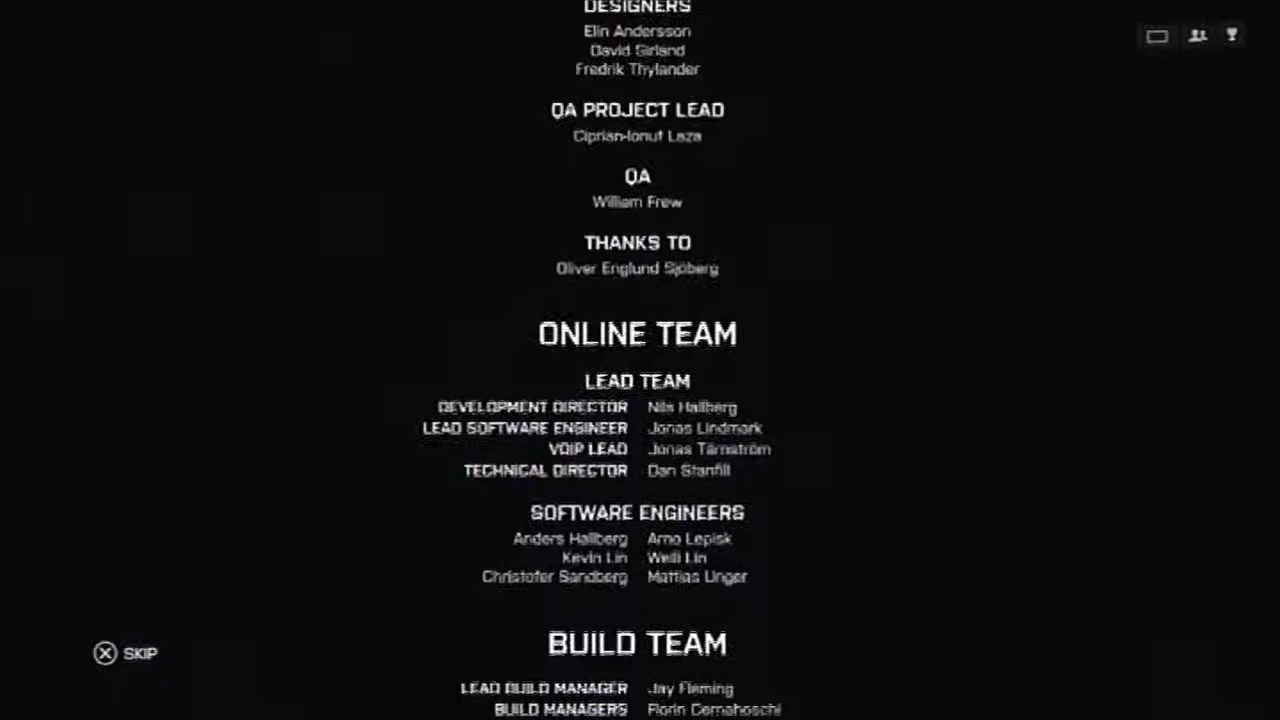 DESIGNERS
Elin Andersson
David Sirland
Fredrik Thylander
QA PROJECT LEAD
Ciprian-Ionut Laza
QA
William Frew
THANKS TO
Oliver Englund Sjöberg
ONLINE TEAM
LEAD TEAM
DEVELOPMENT DIRECTOR Nils Hallberg
LEAD SOFTWARE ENGINEER Jonas Lindmark
VOIP LEAD Jonas Tärnström
TECHNICAL DIRECTOR Dan Stanfill
SOFTWARE ENGINEERS
Anders Hallberg Arno Lepisk
Kevin Lin Weili Lin
Christofer Sandberg Mattias Unger
BUILD TEAM
SKIP
LEAD BUILD MANAGER Jay Fleming
BUILD MANAGERS Florin Cernahoschi